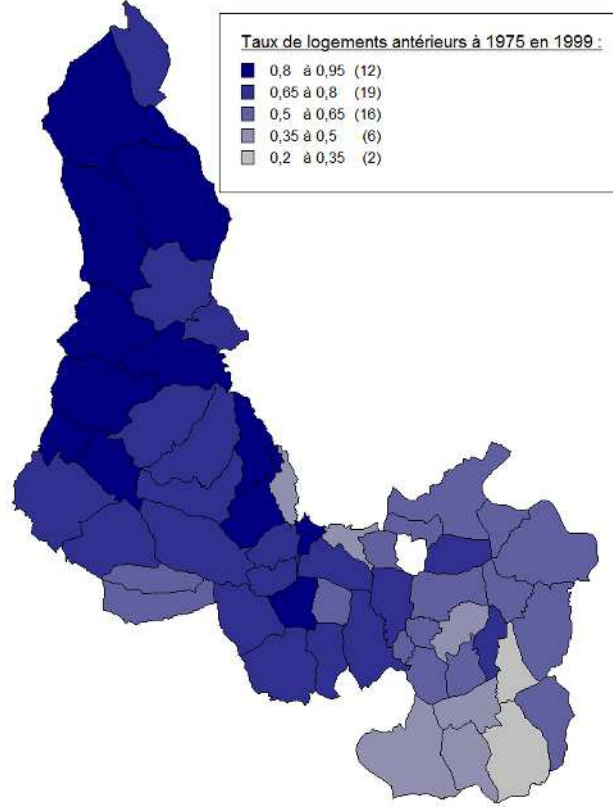 Taux de logements antérieurs à 1975 en 1999 :
0,8 à 0,95 (12)
0,65 à 0,8 (19)
0,5 à 0,65 (16)
0,35 à 0,5 (6)
0,2 à 0,35 (2)